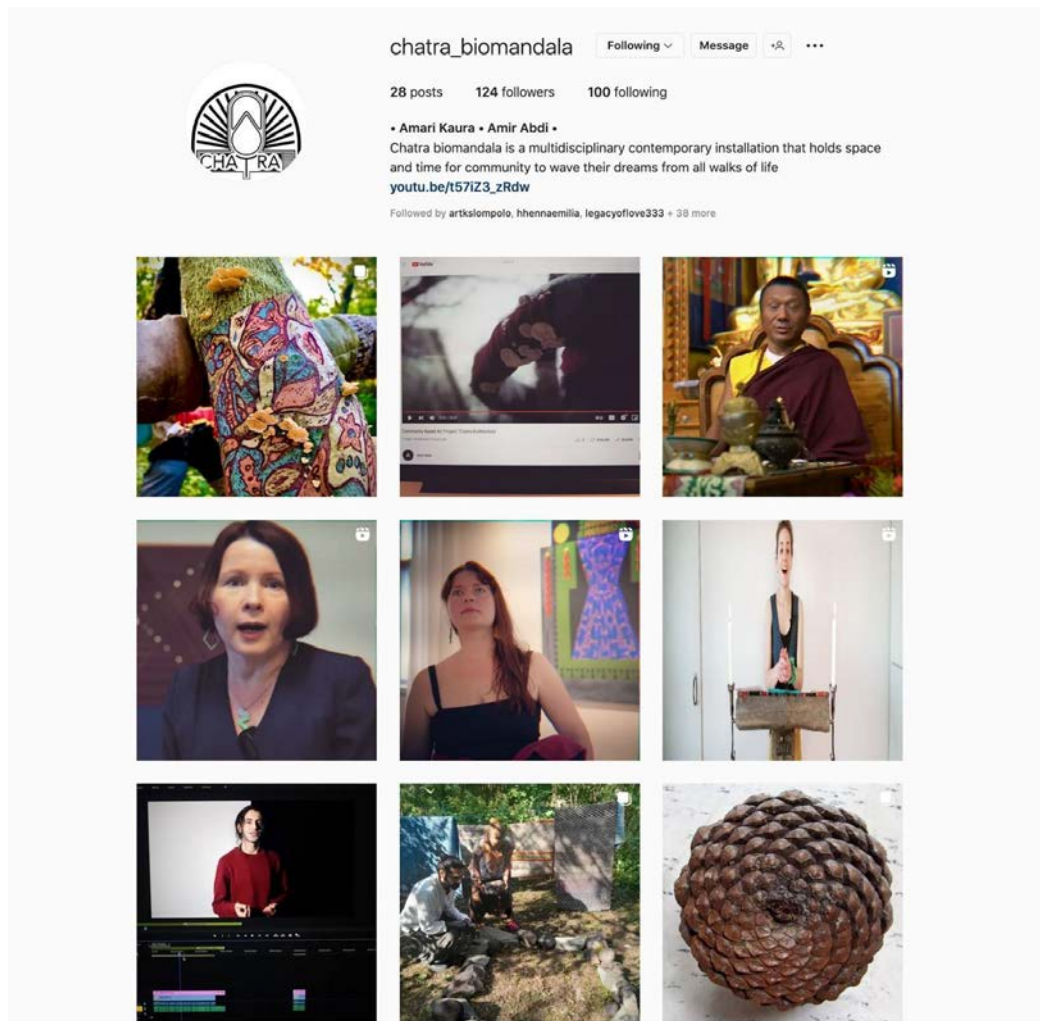 chatra_biomandala Following Message
28 posts 124 followers 100 following
• Amari Kaura • Amir Abdi •
Chatra biomandala is a multidisciplinary contemporary installation that holds space
and time for community to wave their dreams from all walks of life
youtu.be/t57iZ3_zRdw
Followed by artkslompolo, hhennaemilia, legacyoflove333 + 38 more
CHATRA
YouTube